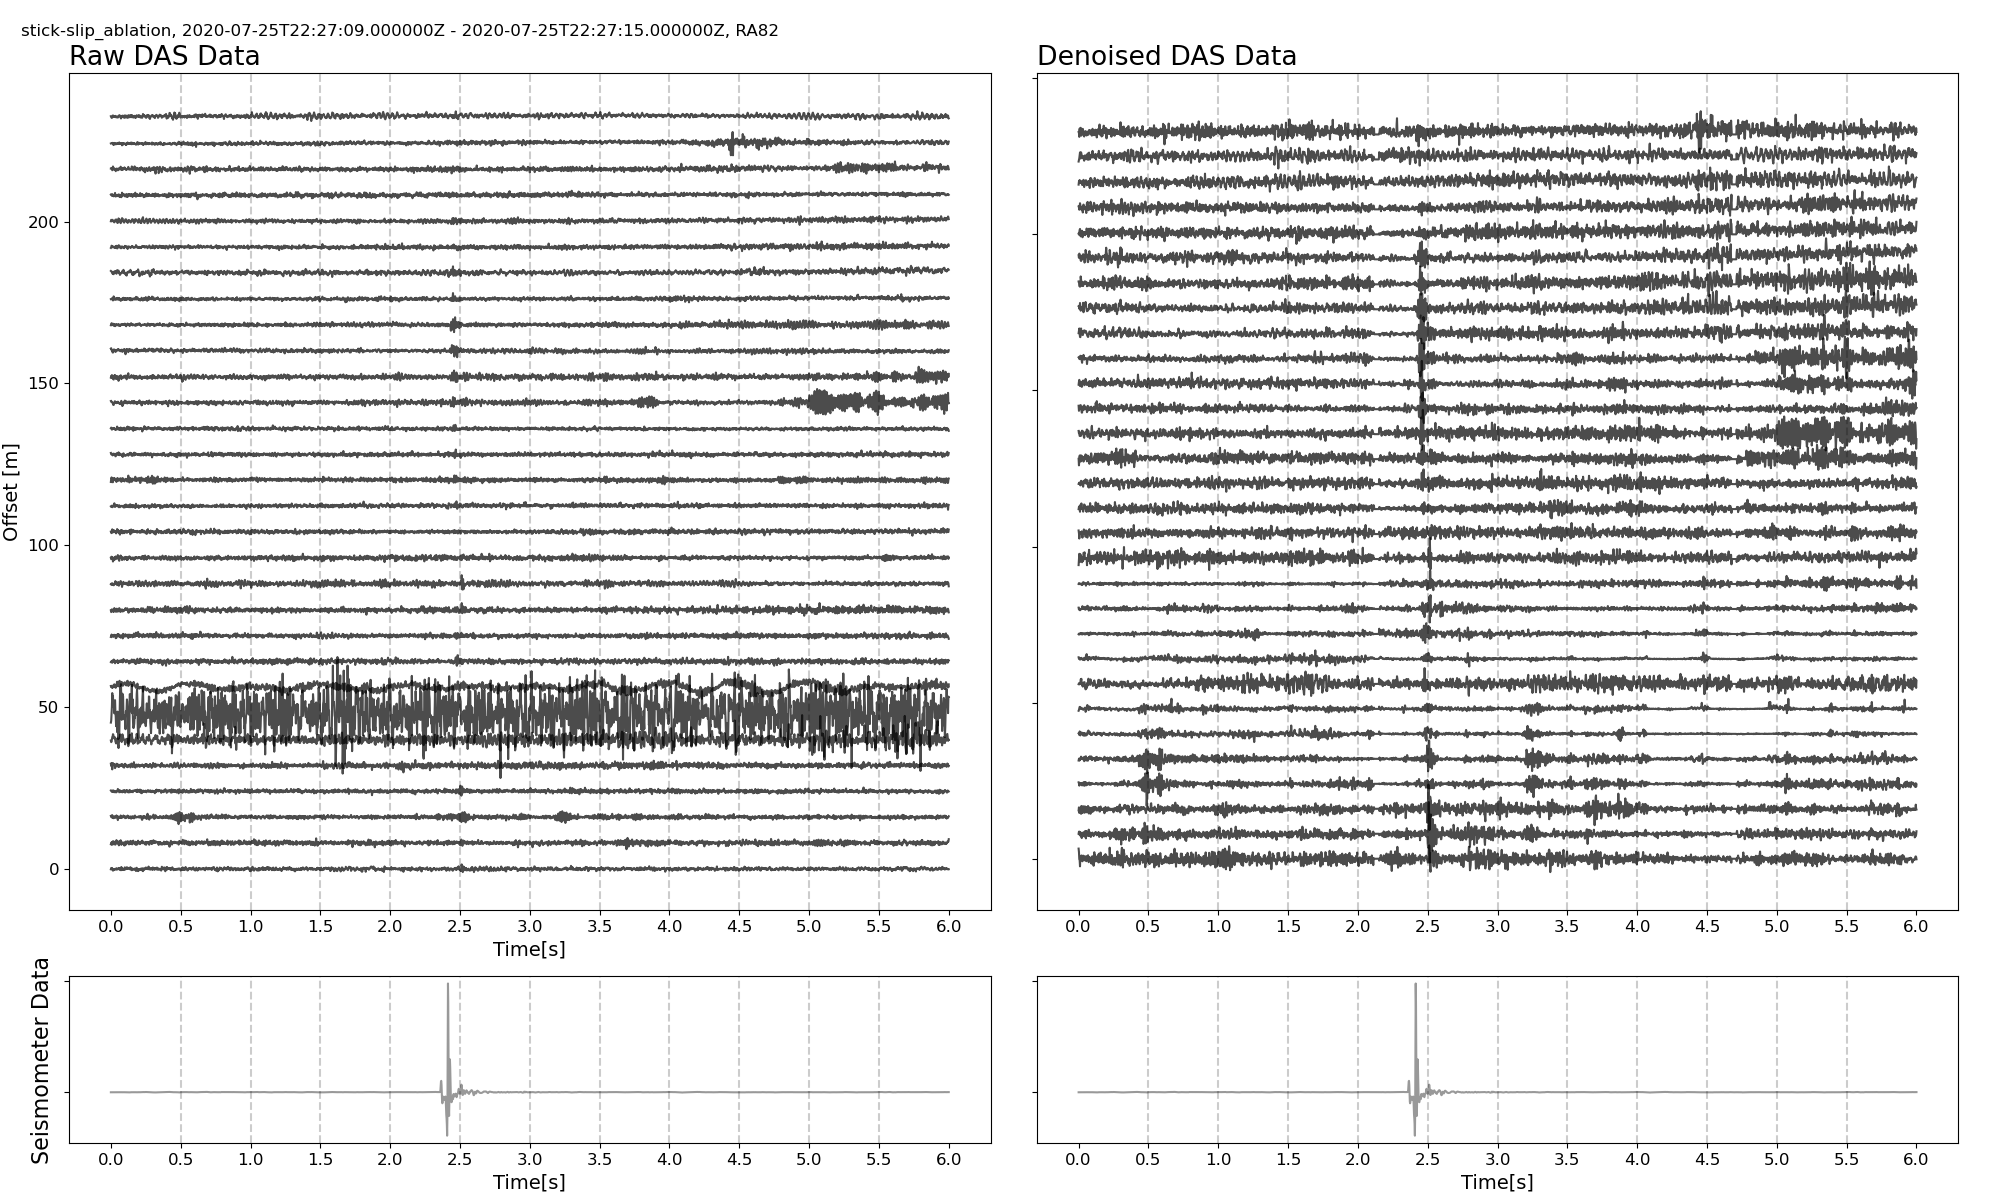 stick-slip_ablation, 2020-07-25T22:27:09.000000Z - 2020-07-25T22:27:15.000000Z, RA82
Raw DAS Data
Denoised DAS Data
Offset [m]
200
150
100
50
0
0.0 0.5 1.0 1.5 2.0 2.5 3.0 3.5 4.0 4.5 5.0 5.5 6.0
Time[s]
0.0 0.5 1.0 1.5 2.0 2.5 3.0 3.5 4.0 4.5 5.0 5.5 6.0
Seismometer Data
0.0 0.5 1.0 1.5 2.0 2.5 3.0 3.5 4.0 4.5 5.0 5.5 6.0
Time[s]
0.0 0.5 1.0 1.5 2.0 2.5 3.0 3.5 4.0 4.5 5.0 5.5 6.0
Time[s]